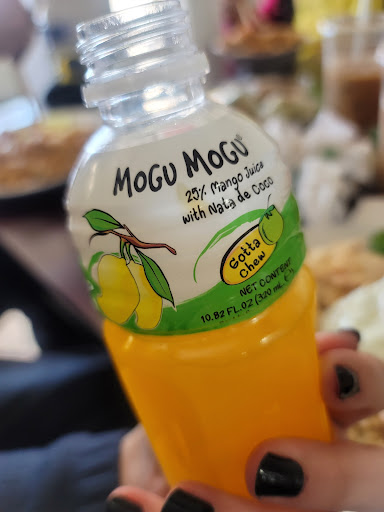 MOGU MOGU®
25% Mango Juice
with Nata de Coco
Gotta
Chew
NET CONTENT
10.82 FL.OZ (320 mL)